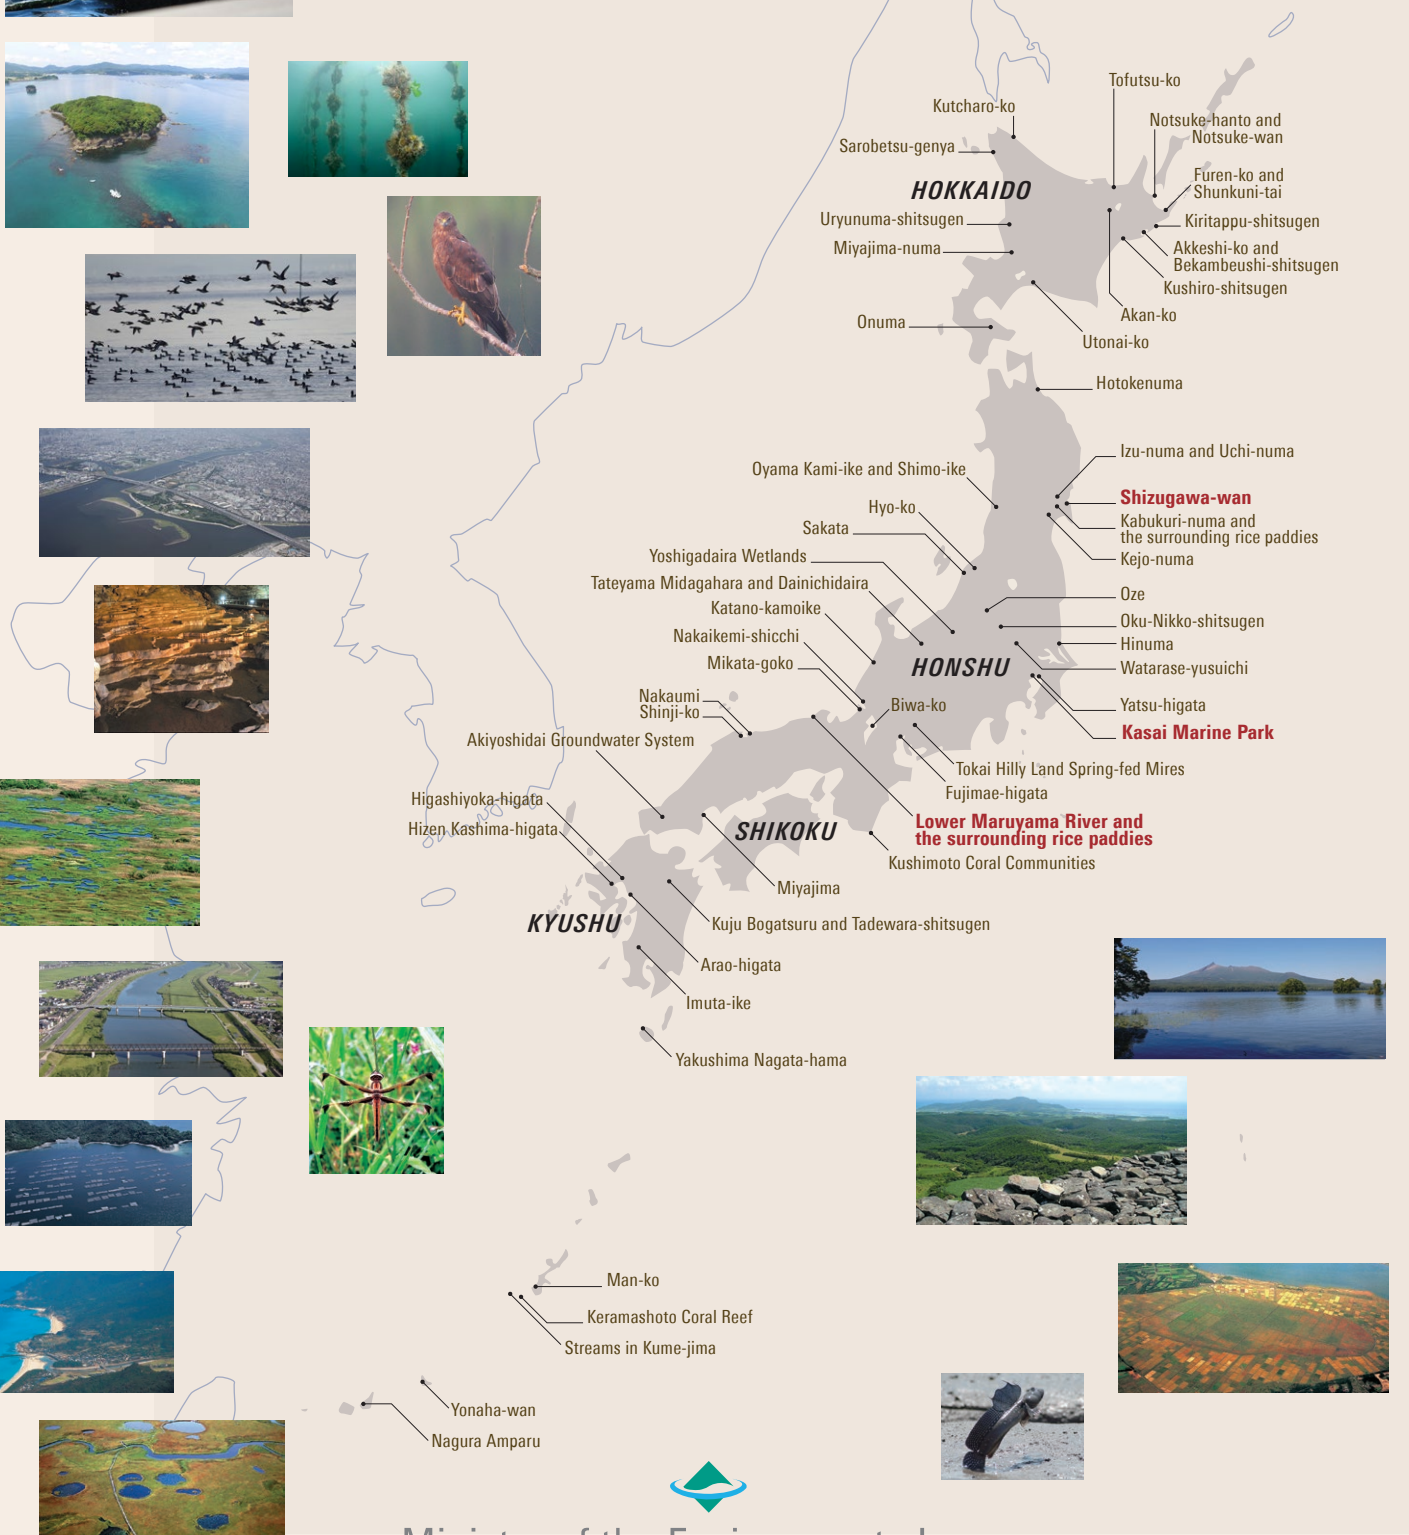 Tofutsu-ko
Kutcharo-ko
Notsuke-hanto and
Notsuke-wan
Sarobetsu-genya
Furen-ko and
Shunkuni-tai
HOKKAIDO
Uryunuma-shitsugen
Kiritappu-shitsugen
Miyajima-numa
Akkeshi-ko and
Bekambeushi-shitsugen
Kushiro-shitsugen
Akan-ko
Onuma
Utonai-ko
Hotokenuma
Izu-numa and Uchi-numa
Oyama Kami-ike and Shimo-ike
Shizugawa-wan
Hyo-ko
Kabukuri-numa and
the surrounding rice paddies
Sakata
Yoshigadaira Wetlands
Kejo-numa
Tateyama Midagahara and Dainichidaira
Oze
Katano-kamoike
Oku-Nikko-shitsugen
Nakaikemi-shicchi
Hinuma
Mikata-goko
HONSHU
Watarase-yusuichi
Nakaumi
Shinji-ko
Biwa-ko
Yatsu-higata
Kasai Marine Park
Akiyoshidai Groundwater System
Tokai Hilly Land Spring-fed Mires
Fujimae-higata
Higashiyoka-higata
Hizen Kashima-higata
Lower Maruyama River and
the surrounding rice paddies
SHIKOKU
Kushimoto Coral Communities
Miyajima
KYUSHU
Kuju Bogatsuru and Tadewara-shitsugen
Arao-higata
Imuta-ike
Yakushima Nagata-hama
Man-ko
Keramashoto Coral Reef
Streams in Kume-jima
Yonaha-wan
Nagura Amparu